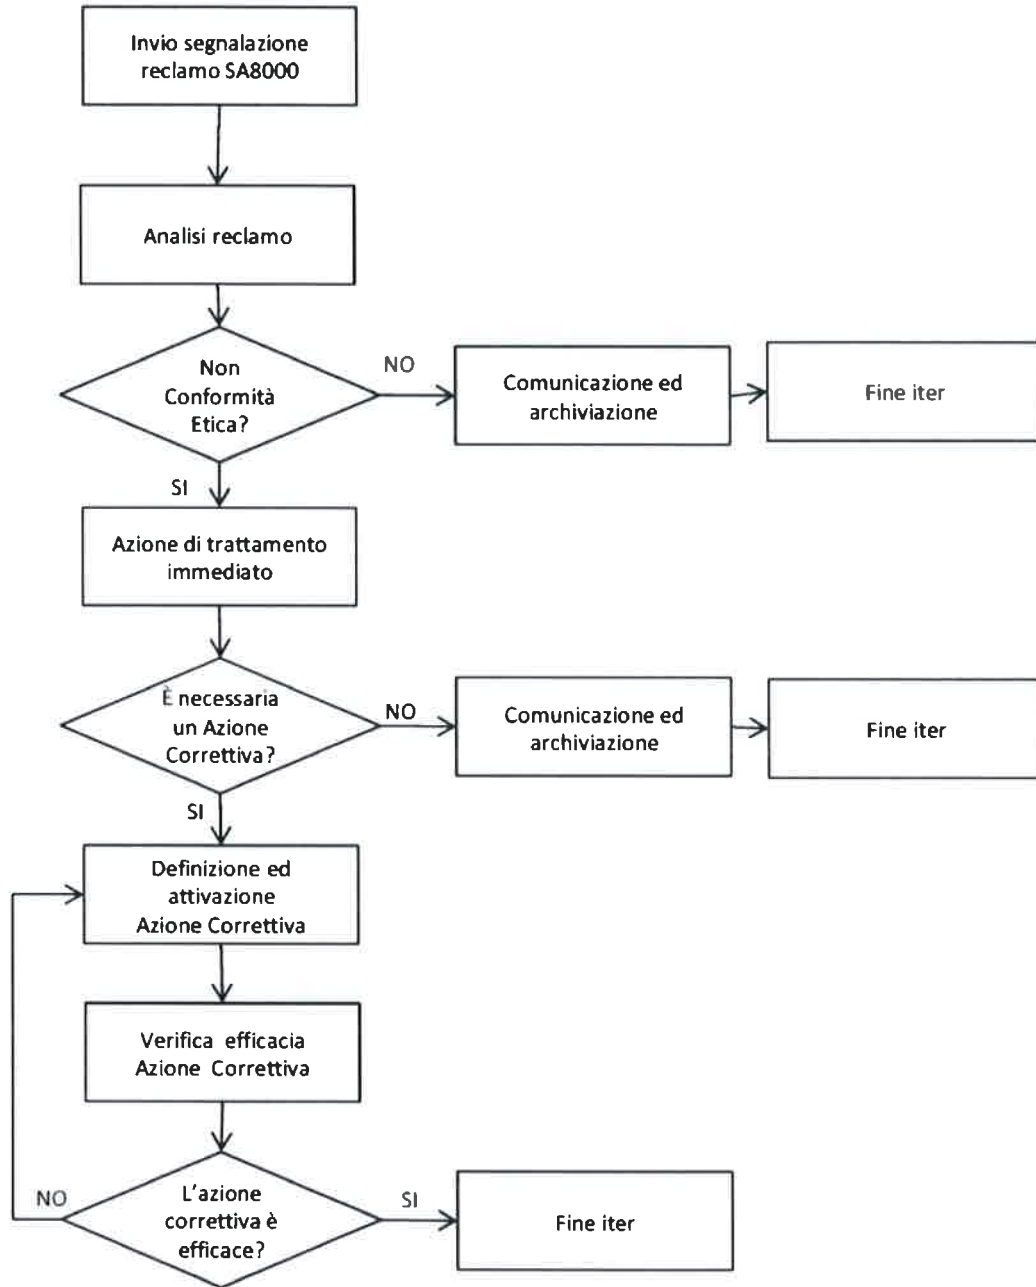 Invio segnalazione
reclamo SA8000
Analisi reclamo
Non
Conformità
Etica?
NO
Comunicazione ed
archiviazione
Fine iter
SI
Azione di trattamento
immediato
È necessaria
un Azione
Correttiva?
NO
Comunicazione ed
archiviazione
Fine iter
SI
Definizione ed
attivazione
Azione Correttiva
Verifica efficacia
Azione Correttiva
NO
L'azione
correttiva è
efficace?
SI
Fine iter